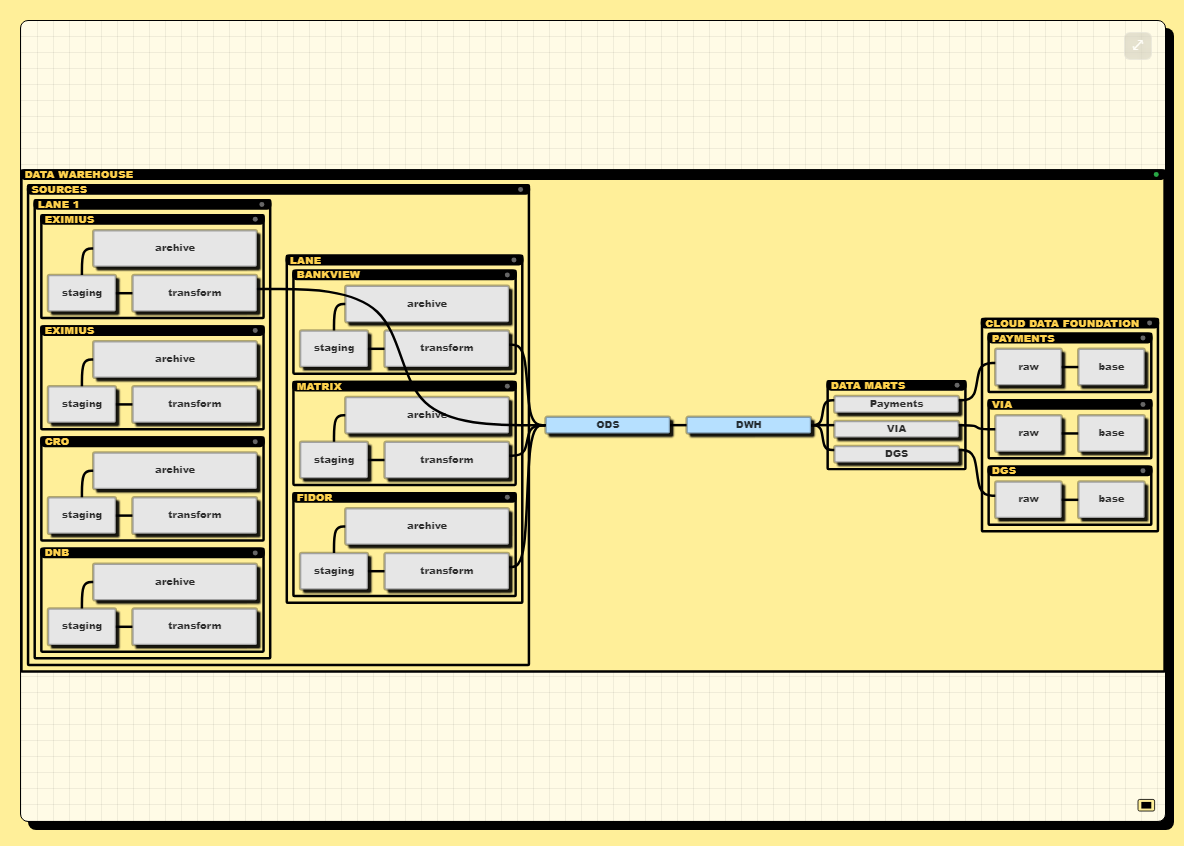 DATA WAREHOUSE
SOURCES
LANE 1
EXIMIUS
archive
staging
transform
EXIMIUS
archive
staging
transform
CRO
archive
staging
transform
DNB
archive
staging
transform
LANE
BANKVIEW
archive
staging
transform
MATRIX
archive
staging
transform
FIDOR
archive
staging
transform
ODS
DWH
DATA MARTS
Payments
VIA
DGS
CLOUD DATA FOUNDATION
PAYMENTS
raw
base
VIA
raw
base
DGS
raw
base